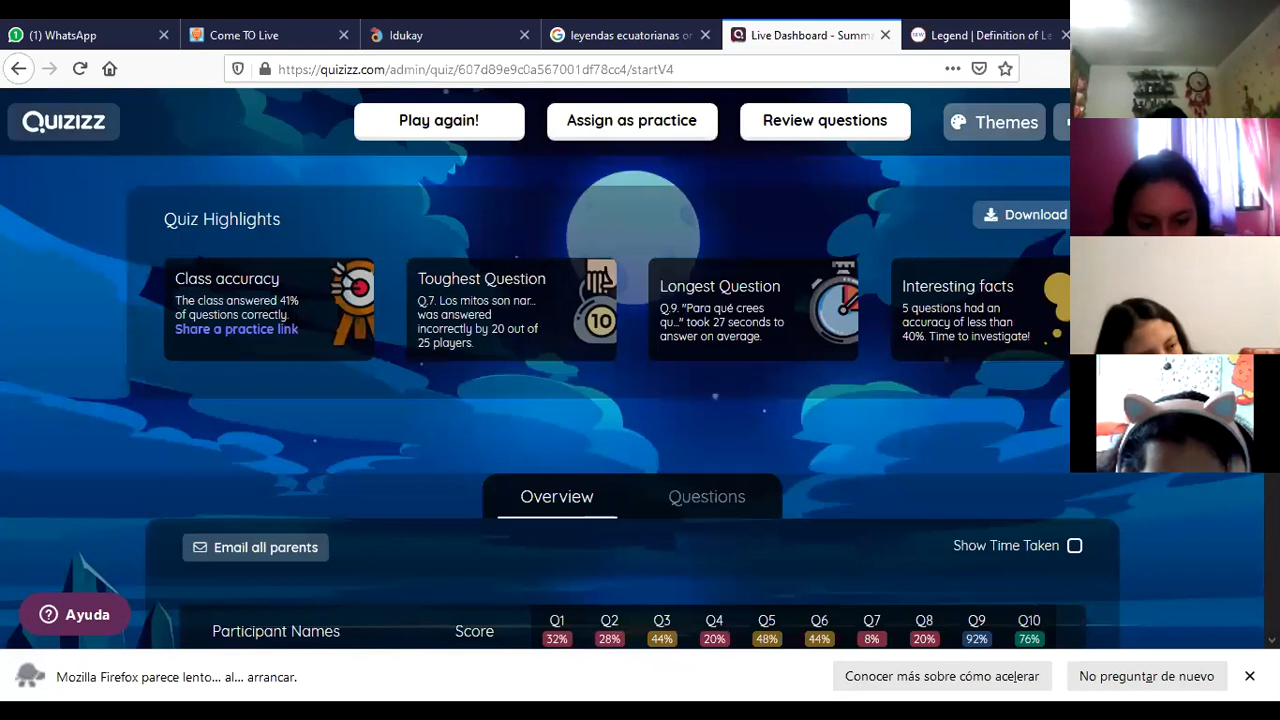 (1) WhatsApp
Come TO Live
Idukay
leyendas ecuatorianas or
Live Dashboard - Summa
Legend | Definition of Le
https://quizizz.com/admin/quiz/607d89e9c0a567001df78cc4/startV4
QUIZIZZ
Play again!
Assign as practice
Review questions
Themes
Quiz Highlights
Download
Class accuracy
The class answered 41%
of questions correctly.
Share a practice link
Toughest Question
Q.7. Los mitos son nar...
was answered
incorrectly by 20 out of
25 players.
10
Longest Question
Q.9. "Para qué crees
qu..." took 27 seconds to
answer on average.
Interesting facts
5 questions had an
accuracy of less than
40%. Time to investigate!
Overview
Questions
Email all parents
Show Time Taken
Ayuda
Participant Names
Score
Q1 Q2 Q3 Q4 Q5 Q6 Q7 Q8 Q9 Q10
32% 28% 44% 20% 48% 44% 8% 20% 92% 76%
Mozilla Firefox parece lento... al... arrancar.
Conocer más sobre cómo acelerar
No preguntar de nuevo